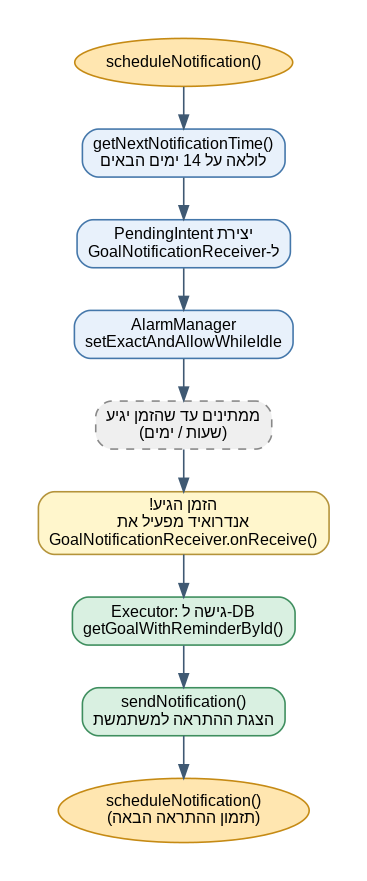 scheduleNotification()
getNextNotificationTime()
לולאה על 14 ימים הבאים
יצירת PendingIntent
ל-GoalNotificationReceiver
AlarmManager
setExactAndAllowWhileIdle
ממתינים עד שהזמן יגיע
(שעות / ימים)
הזמן הגיע!
אנדרואיד מפעיל את
GoalNotificationReceiver.onReceive()
Executor: גישה ל-DB
getGoalWithReminderById()
sendNotification()
הצגת ההתראה למשתמשת
scheduleNotification()
(תזמון ההתראה הבאה)